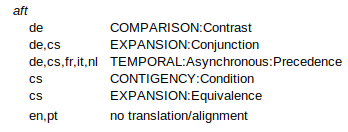 aft
de COMPARISON:Contrast
de,cs EXPANSION:Conjunction
de,cs,fr,it,nl TEMPORAL:Asynchronous:Precedence
cs CONTIGENCY:Condition
cs EXPANSION:Equivalence
en,pt no translation/alignment